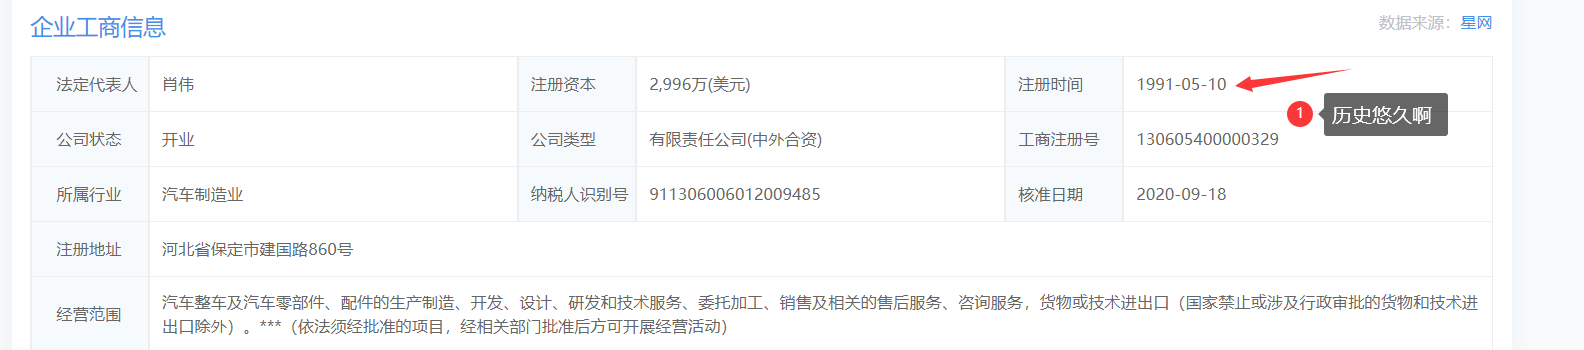 企业工商信息
数据来源：星网
法定代表人 肖伟 注册资本 2,996万(美元) 注册时间 1991-05-10
1 历史悠久啊
公司状态 开业 公司类型 有限责任公司(中外合资) 工商注册号 130605400000329
所属行业 汽车制造业 纳税人识别号 911306006012009485 核准日期 2020-09-18
注册地址 河北省保定市建国路860号
经营范围 汽车整车及汽车零部件、配件的生产制造、开发、设计、研发和技术服务、委托加工、销售及相关的售后服务、咨询服务，货物或技术进出口（国家禁止或涉及行政审批的货物和技术进
出口除外）。***（依法须经批准的项目，经相关部门批准后方可开展经营活动）